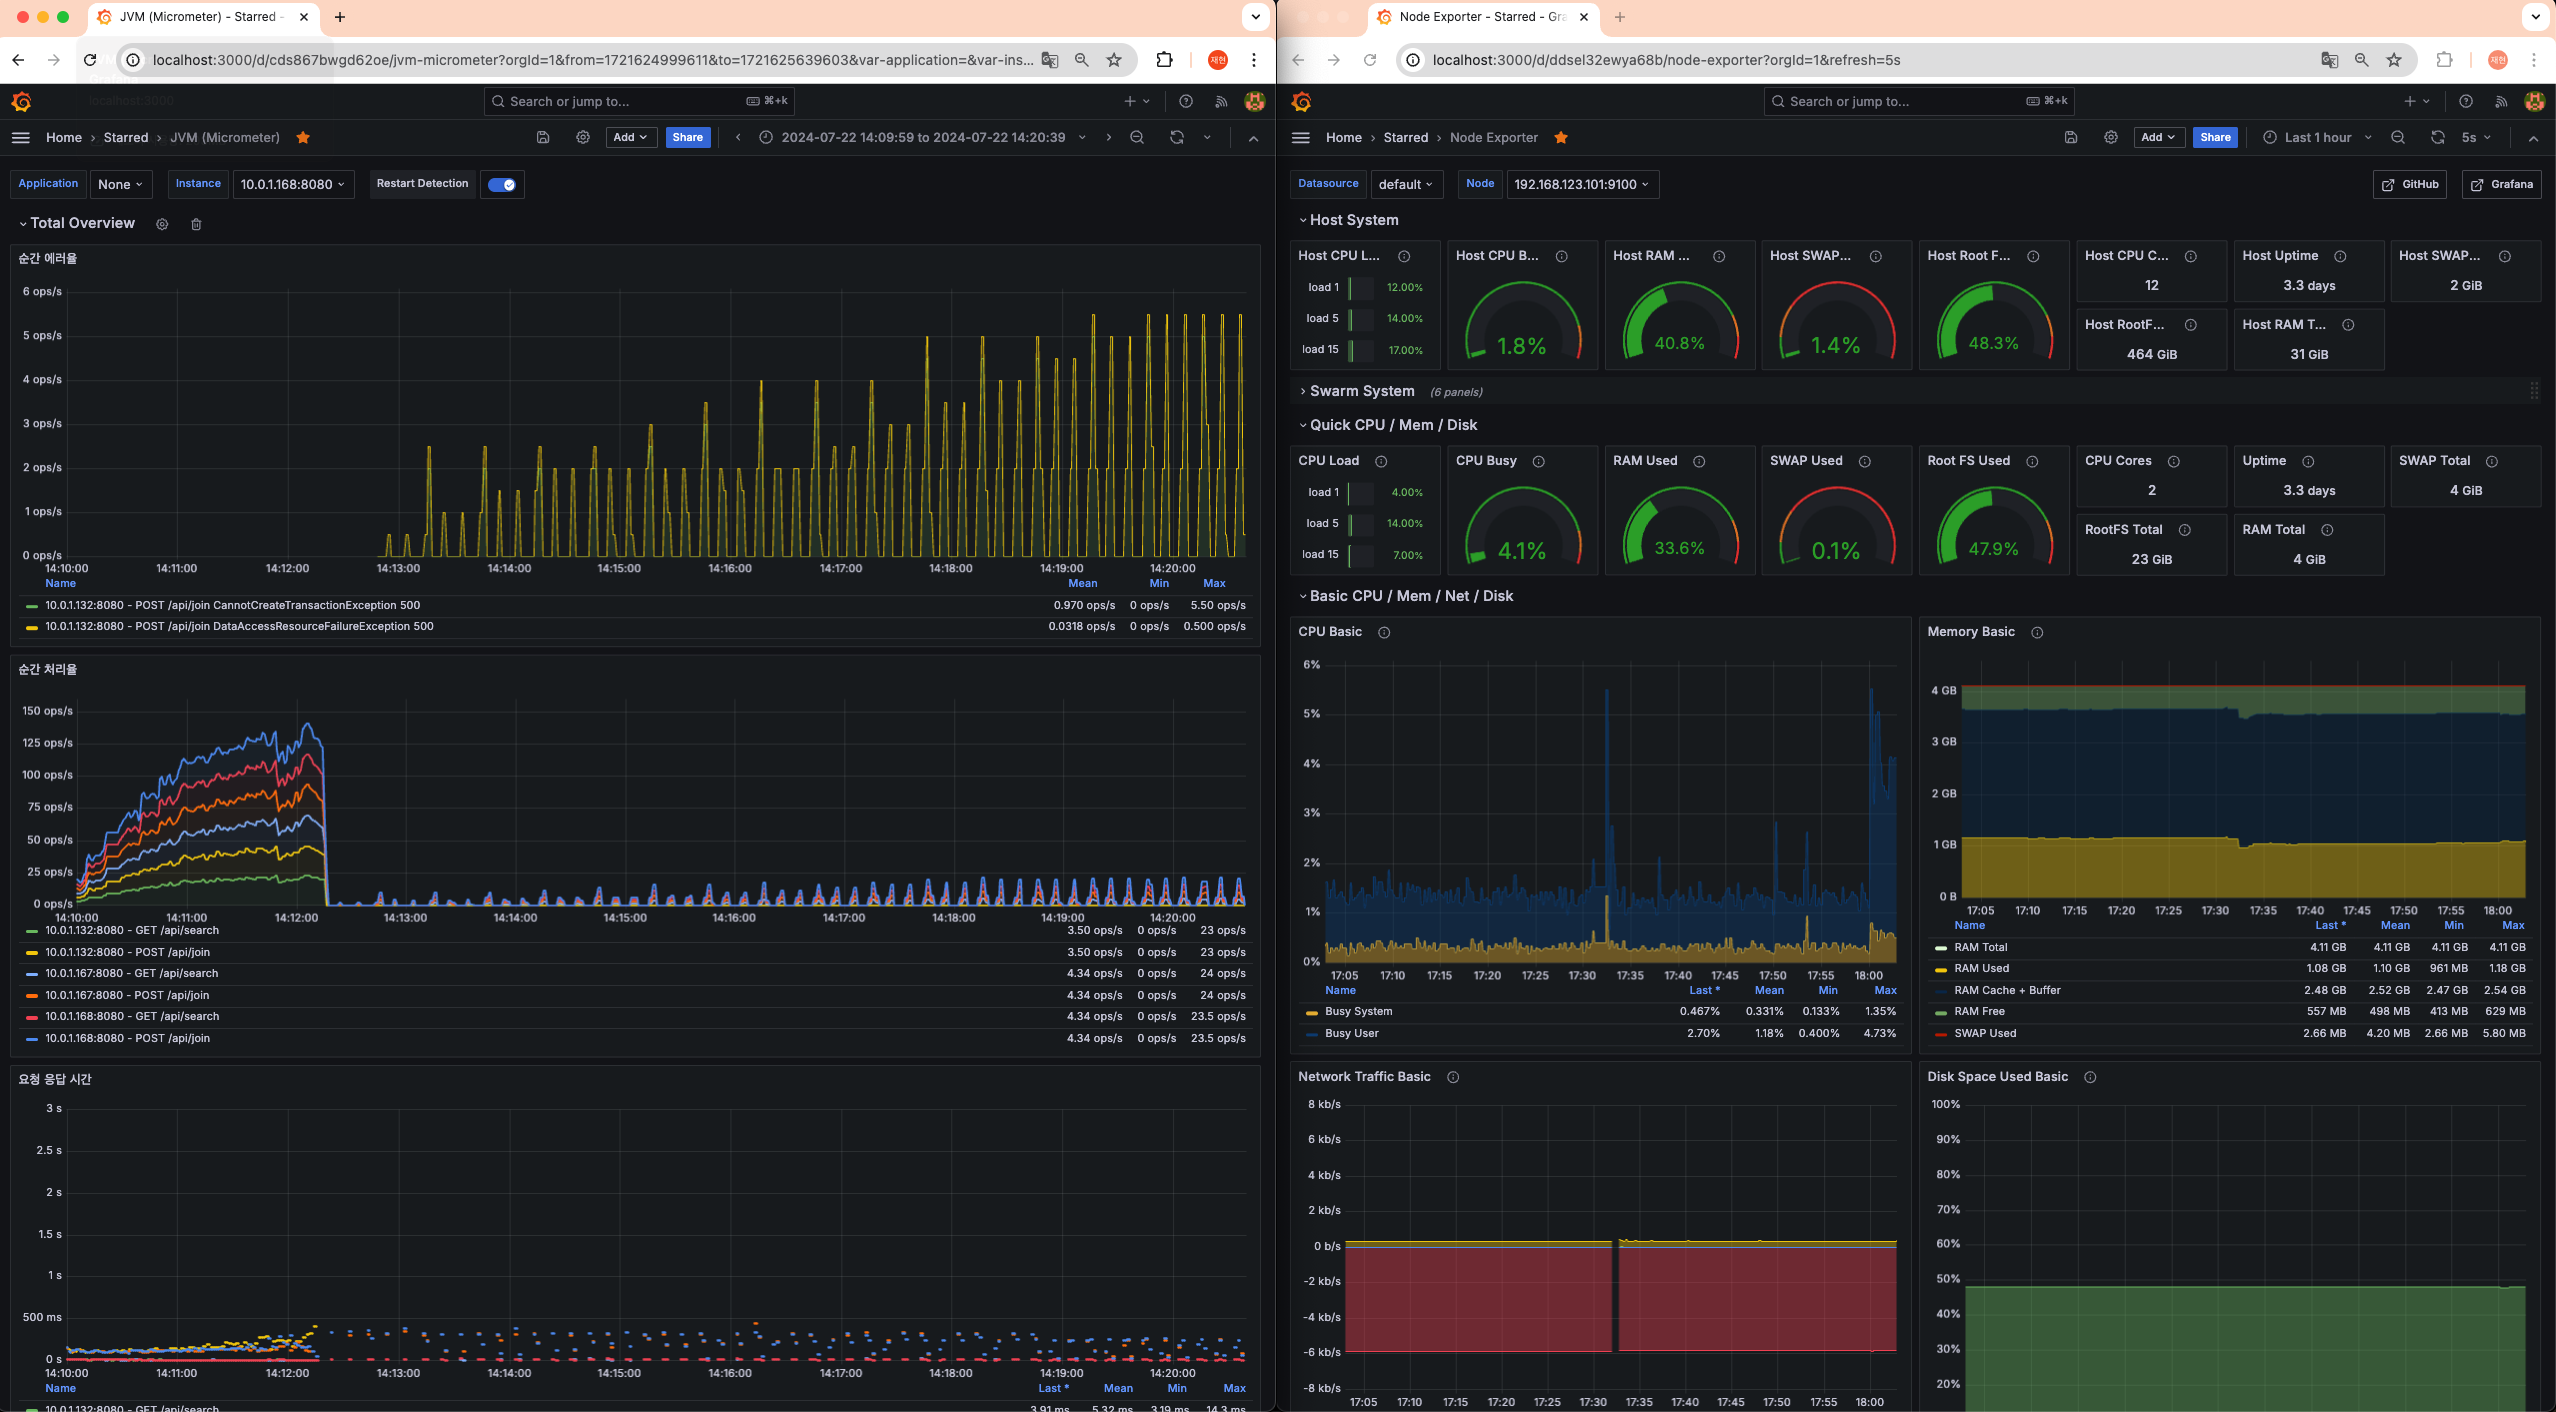 JVM (Micrometer) - Starred -
localhost:3000/d/cds867bwgd62oe/jvm-micrometer?orgId=1&from=1721624999611&to=1721625639603&var-application=&var-ins...
재현
localhost:3000
Search or jump to...
⌘+k
Home › Starred › JVM (Micrometer)
Add
Share
2024-07-22 14:09:59 to 2024-07-22 14:20:39
Application
None
Instance
10.0.1.168:8080
Restart Detection
Total Overview
순간 에러율
6 ops/s
5 ops/s
4 ops/s
3 ops/s
2 ops/s
1 ops/s
0 ops/s
14:10:00 14:11:00 14:12:00 14:13:00 14:14:00 14:15:00 14:16:00 14:17:00 14:18:00 14:19:00 14:20:00
Name Mean Min Max
10.0.1.132:8080 - POST /api/join CannotCreateTransactionException 500 0.970 ops/s 0 ops/s 5.50 ops/s
10.0.1.132:8080 - POST /api/join DataAccessResourceFailureException 500 0.0318 ops/s 0 ops/s 0.500 ops/s
순간 처리율
150 ops/s
125 ops/s
100 ops/s
75 ops/s
50 ops/s
25 ops/s
0 ops/s
14:10:00 14:11:00 14:12:00 14:13:00 14:14:00 14:15:00 14:16:00 14:17:00 14:18:00 14:19:00 14:20:00
10.0.1.132:8080 - GET /api/search 3.50 ops/s 0 ops/s 23 ops/s
10.0.1.132:8080 - POST /api/join 3.50 ops/s 0 ops/s 23 ops/s
10.0.1.167:8080 - GET /api/search 4.34 ops/s 0 ops/s 24 ops/s
10.0.1.167:8080 - POST /api/join 4.34 ops/s 0 ops/s 24 ops/s
10.0.1.168:8080 - GET /api/search 4.34 ops/s 0 ops/s 23.5 ops/s
10.0.1.168:8080 - POST /api/join 4.34 ops/s 0 ops/s 23.5 ops/s
요청 응답 시간
3 s
2.5 s
2 s
1.5 s
1 s
500 ms
0 s
14:10:00 14:11:00 14:12:00 14:13:00 14:14:00 14:15:00 14:16:00 14:17:00 14:18:00 14:19:00 14:20:00
Name Last * Mean Min Max
10.0.1.132:8080 - GET /api/search 3.91 ms 5.32 ms 3.19 ms 14.3 ms
Node Exporter - Starred - Gra
localhost:3000/d/ddsel32ewya68b/node-exporter?orgId=1&refresh=5s
재현
Search or jump to...
⌘+k
Home › Starred › Node Exporter
Add
Share
Last 1 hour
5s
Datasource
default
Node
192.168.123.101:9100
GitHub
Grafana
Host System
Host CPU L... Host CPU B... Host RAM ... Host SWAP... Host Root F... Host CPU C... Host Uptime Host SWAP...
load 1 12.00%
load 5 14.00%
load 15 17.00%
1.8%
40.8%
1.4%
48.3%
12
3.3 days
2 GiB
Host RootF... Host RAM T...
464 GiB
31 GiB
Swarm System (6 panels)
Quick CPU / Mem / Disk
CPU Load CPU Busy RAM Used SWAP Used Root FS Used CPU Cores Uptime SWAP Total
load 1 4.00%
load 5 14.00%
load 15 7.00%
4.1%
33.6%
0.1%
47.9%
2
3.3 days
4 GiB
RootFS Total RAM Total
23 GiB
4 GiB
Basic CPU / Mem / Net / Disk
CPU Basic
6%
5%
4%
3%
2%
1%
0%
17:05 17:10 17:15 17:20 17:25 17:30 17:35 17:40 17:45 17:50 17:55 18:00
Name Last * Mean Min Max
Busy System 0.467% 0.331% 0.133% 1.35%
Busy User 2.70% 1.18% 0.400% 4.73%
Memory Basic
4 GB
3 GB
2 GB
1 GB
0 B
17:05 17:10 17:15 17:20 17:25 17:30 17:35 17:40 17:45 17:50 17:55 18:00
Name Last * Mean Min Max
RAM Total 4.11 GB 4.11 GB 4.11 GB 4.11 GB
RAM Used 1.08 GB 1.10 GB 961 MB 1.18 GB
RAM Cache + Buffer 2.48 GB 2.52 GB 2.47 GB 2.54 GB
RAM Free 557 MB 498 MB 413 MB 629 MB
SWAP Used 2.66 MB 4.20 MB 2.66 MB 5.80 MB
Network Traffic Basic
8 kb/s
6 kb/s
4 kb/s
2 kb/s
0 b/s
-2 kb/s
-4 kb/s
-6 kb/s
-8 kb/s
17:05 17:10 17:15 17:20 17:25 17:30 17:35 17:40 17:45 17:50 17:55 18:00
Disk Space Used Basic
100%
90%
80%
70%
60%
50%
40%
30%
20%